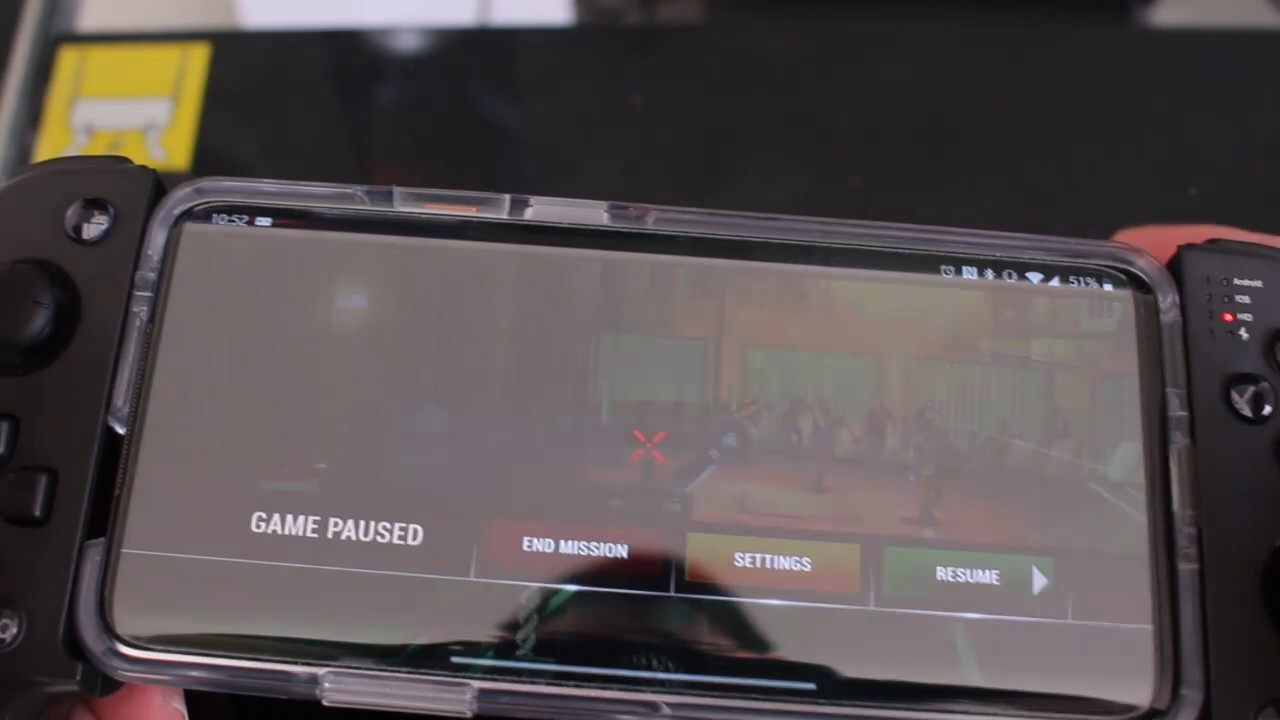 10:52
51%
Android
IOS
HID
GAME PAUSED
END MISSION
SETTINGS
RESUME